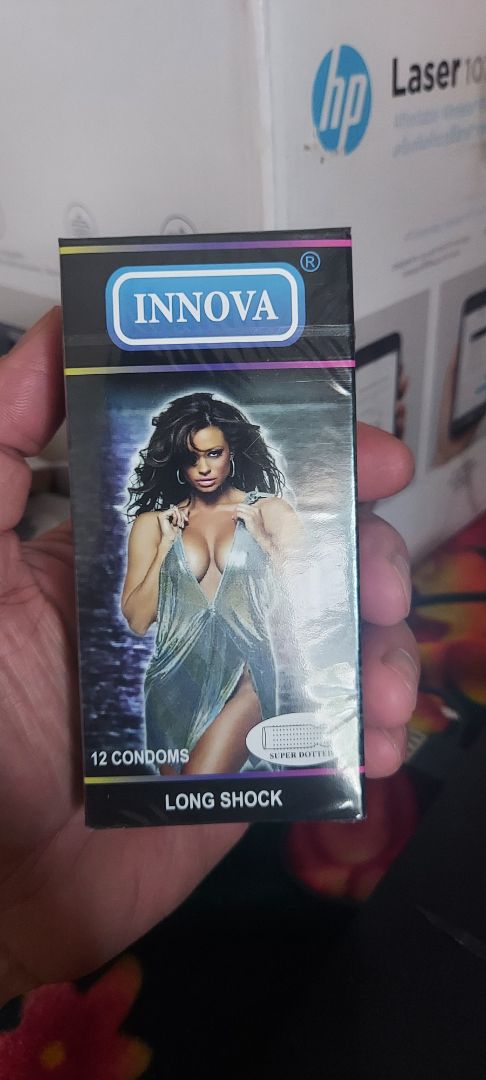 hp
Laser
INNOVA
®
12 CONDOMS
SUPER DOTTED
LONG SHOCK